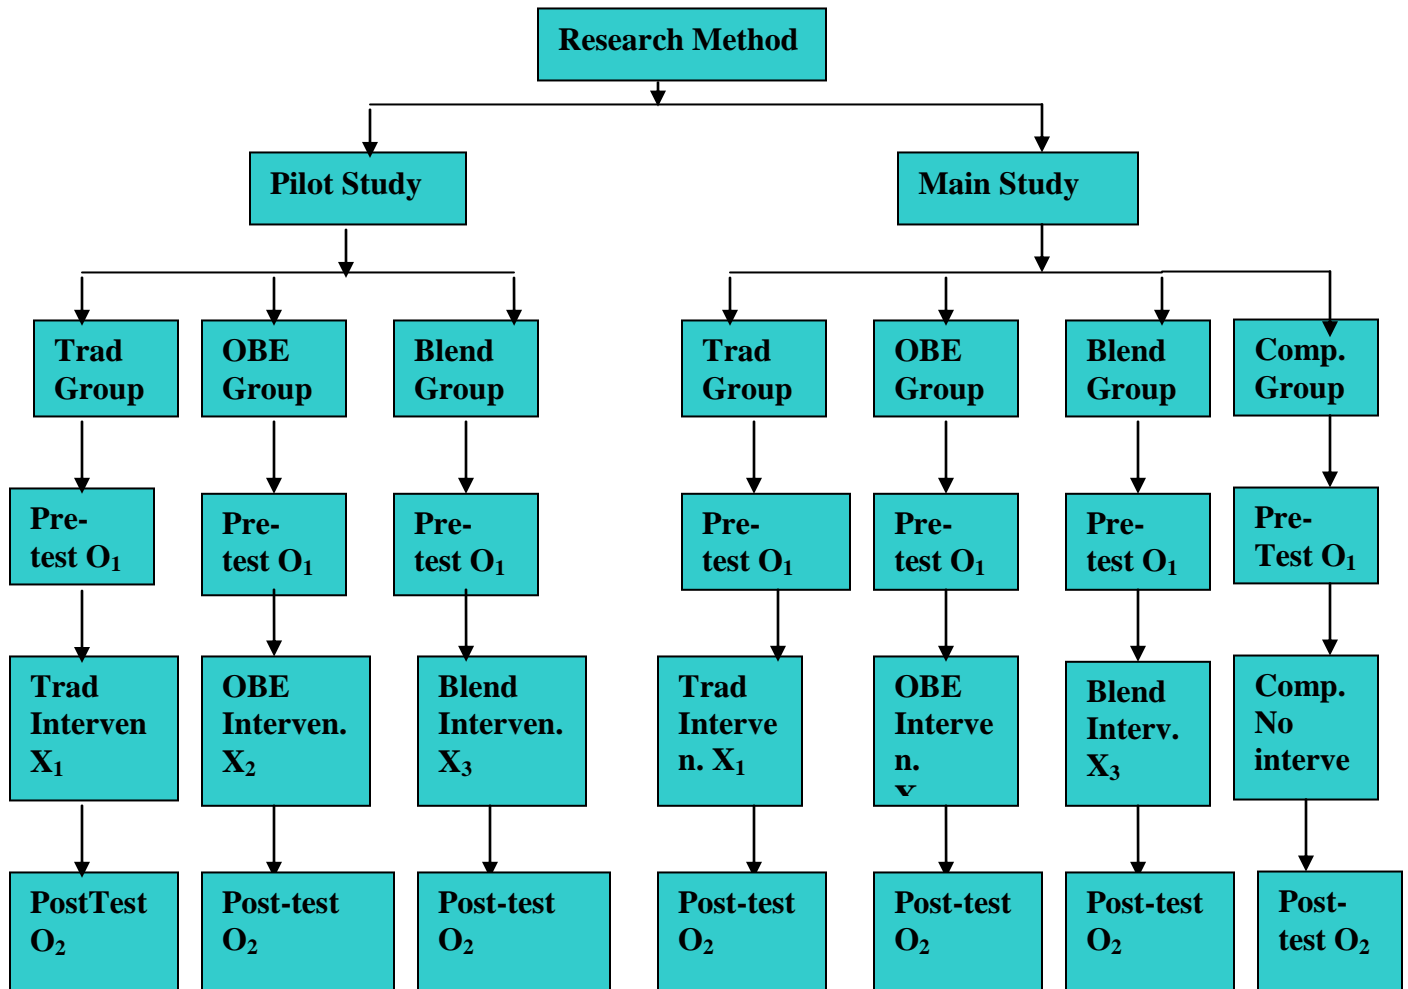 Research Method
Pilot Study
Main Study
Trad
Group
OBE
Group
Blend
Group
Trad
Group
OBE
Group
Blend
Group
Comp.
Group
Pre-
test O₁
Pre-
test O₁
Pre-
test O₁
Pre-
test O₁
Pre-
test O₁
Pre-
test O₁
Pre-
Test O₁
Trad
Interven
X₁
OBE
Interven.
X₂
Blend
Interven.
X₃
Trad
Interve
n. X₁
OBE
Interve
n.
X
Blend
Interv.
X₃
Comp.
No
interve
PostTest
O₂
Post-test
O₂
Post-test
O₂
Post-test
O₂
Post-test
O₂
Post-test
O₂
Post-
test O₂